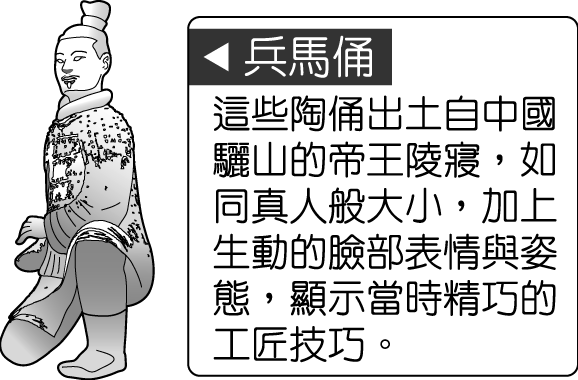 ◀ 兵馬俑
這些陶俑出土自中國
驪山的帝王陵寢，如
同真人般大小，加上
生動的臉部表情與姿
態，顯示當時精巧的
工匠技巧。